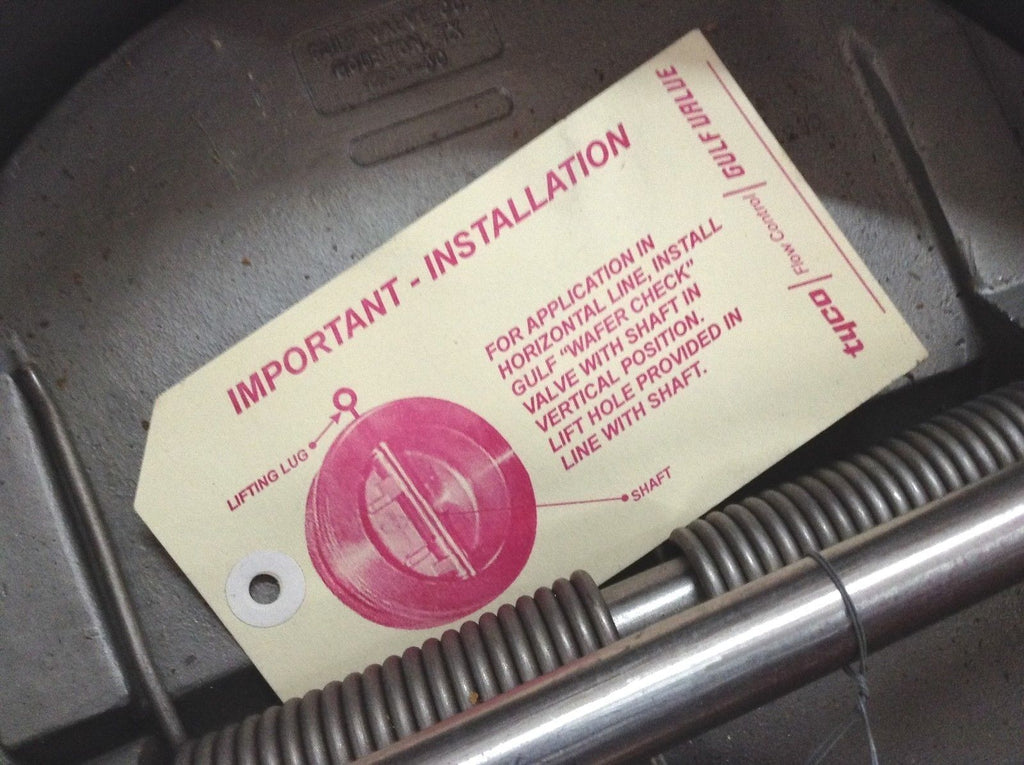 IMPORTANT - INSTALLATION
FOR APPLICATION IN
HORIZONTAL LINE, INSTALL
GULF "WAFER CHECK"
VALVE WITH SHAFT IN
VERTICAL POSITION.
LIFT HOLE PROVIDED IN
LINE WITH SHAFT.
LIFTING LUG
SHAFT
tyco | Flow Control | GULF VALVE